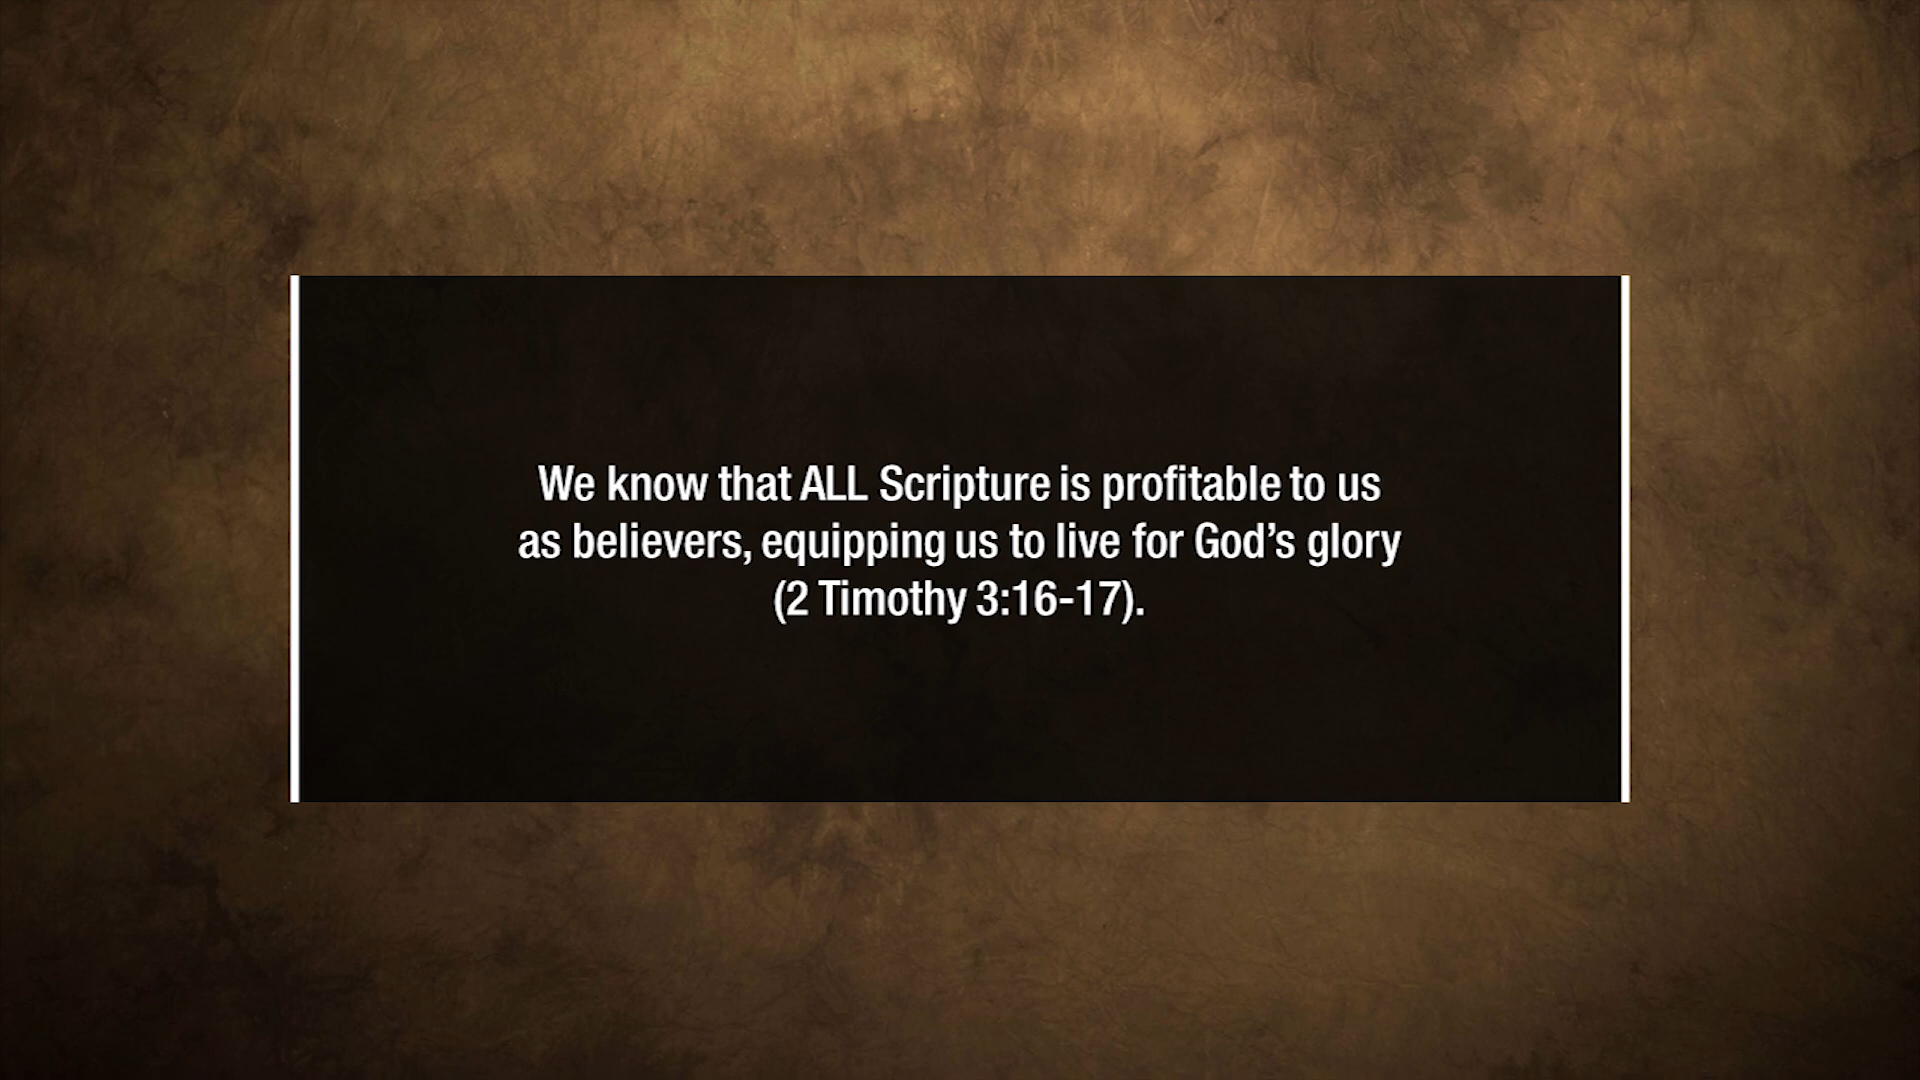 We know that ALL Scripture is profitable to us
as believers, equipping us to live for God’s glory
(2 Timothy 3:16-17).